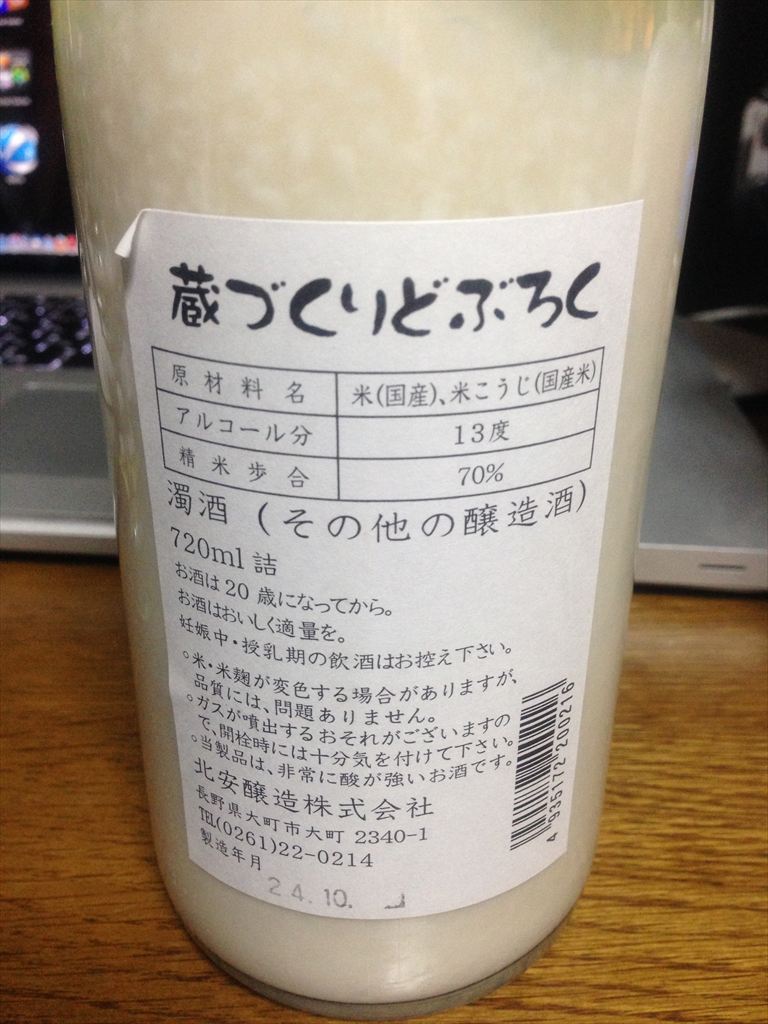 蔵づくりどぶろく
原材料名 米(国産)、米こうじ(国産米)
アルコール分 13度
精米歩合 70%
濁酒（その他の醸造酒）
720ml 詰
お酒は20歳になってから。
お酒はおいしく適量を。
妊娠中・授乳期の飲酒はお控え下さい。
○米・米麹が変色する場合がありますが、
品質には、問題ありません。
○ガスが噴出するおそれがございますの
で、開栓時には十分気を付けて下さい。
○当製品は、非常に酸が強いお酒です。
北安醸造株式会社
長野県大町市大町 2340-1
TEL(0261)22-0214
製造年月
24.10.
4 935172 200216